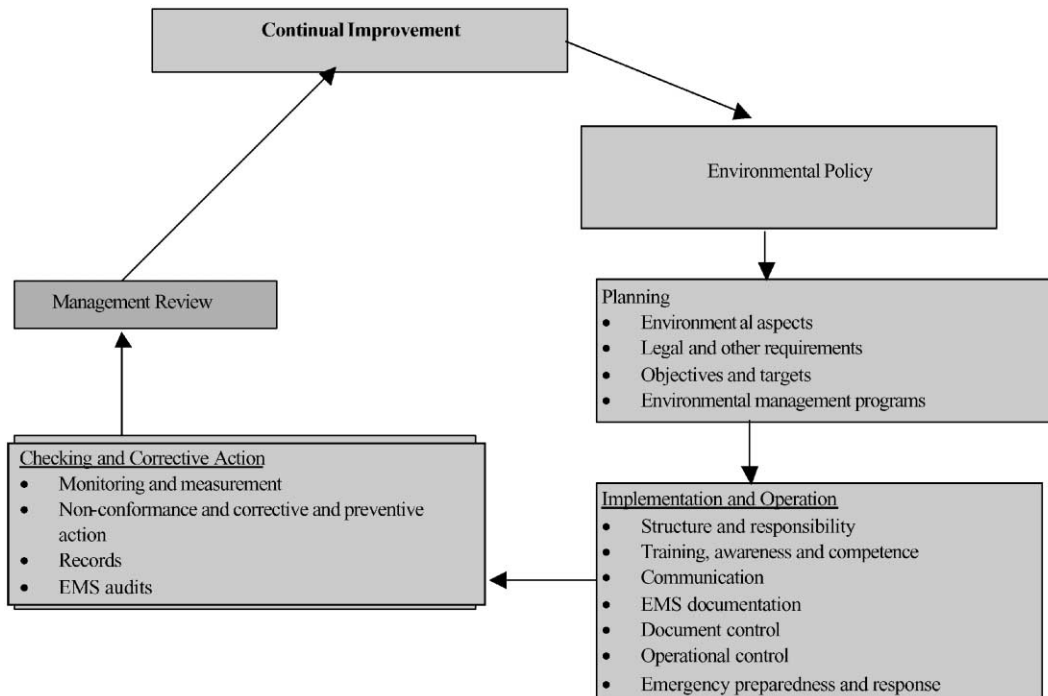 Continual Improvement
Environmental Policy
Planning
• Environmental aspects
• Legal and other requirements
• Objectives and targets
• Environmental management programs
Implementation and Operation
• Structure and responsibility
• Training, awareness and competence
• Communication
• EMS documentation
• Document control
• Operational control
• Emergency preparedness and response
Checking and Corrective Action
• Monitoring and measurement
• Non-conformance and corrective and preventive
action
• Records
• EMS audits
Management Review